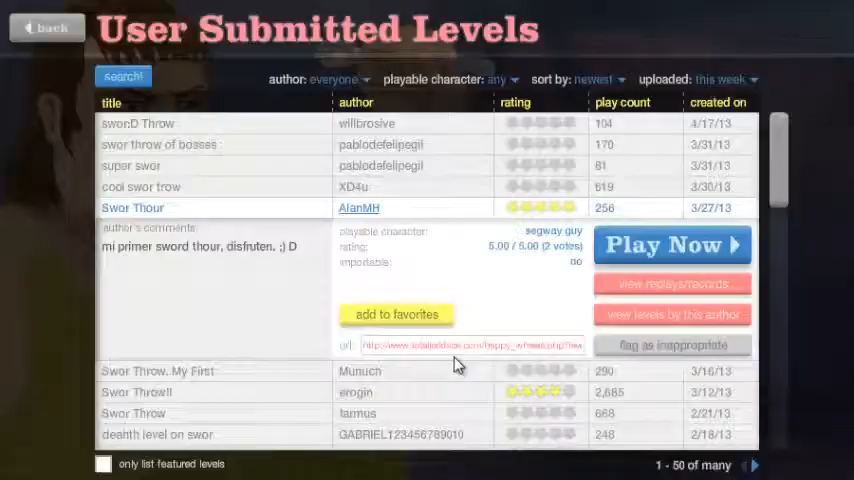 back
User Submitted Levels
search!
author: everyone playable character: any sort by: newest uploaded: this week
title author rating play count created on
swor:D Throw willbrosive 104 4/17/13
swor throw of bosses pablodefelipegil 170 3/31/13
super swor pablodefelipegil 81 3/31/13
cool swor trow XD4u 619 3/30/13
Swor Thour AlanMH 256 3/27/13
author's comments:
mi primer sword thour, disfruten. ;) D
playable character: segway guy
rating: 5.00 / 5.00 (2 votes)
importable: no
Play Now
view replays/records
add to favorites
view levels by this author
url:
flag as inappropriate
Swor Throw. My First Munuch 290 3/16/13
Swor Throw!! erogin 2,685 3/12/13
Swor Throw tarmus 668 2/21/13
deahth level on swor GABRIEL123456789010 248 2/18/13
only list featured levels
1 - 50 of many